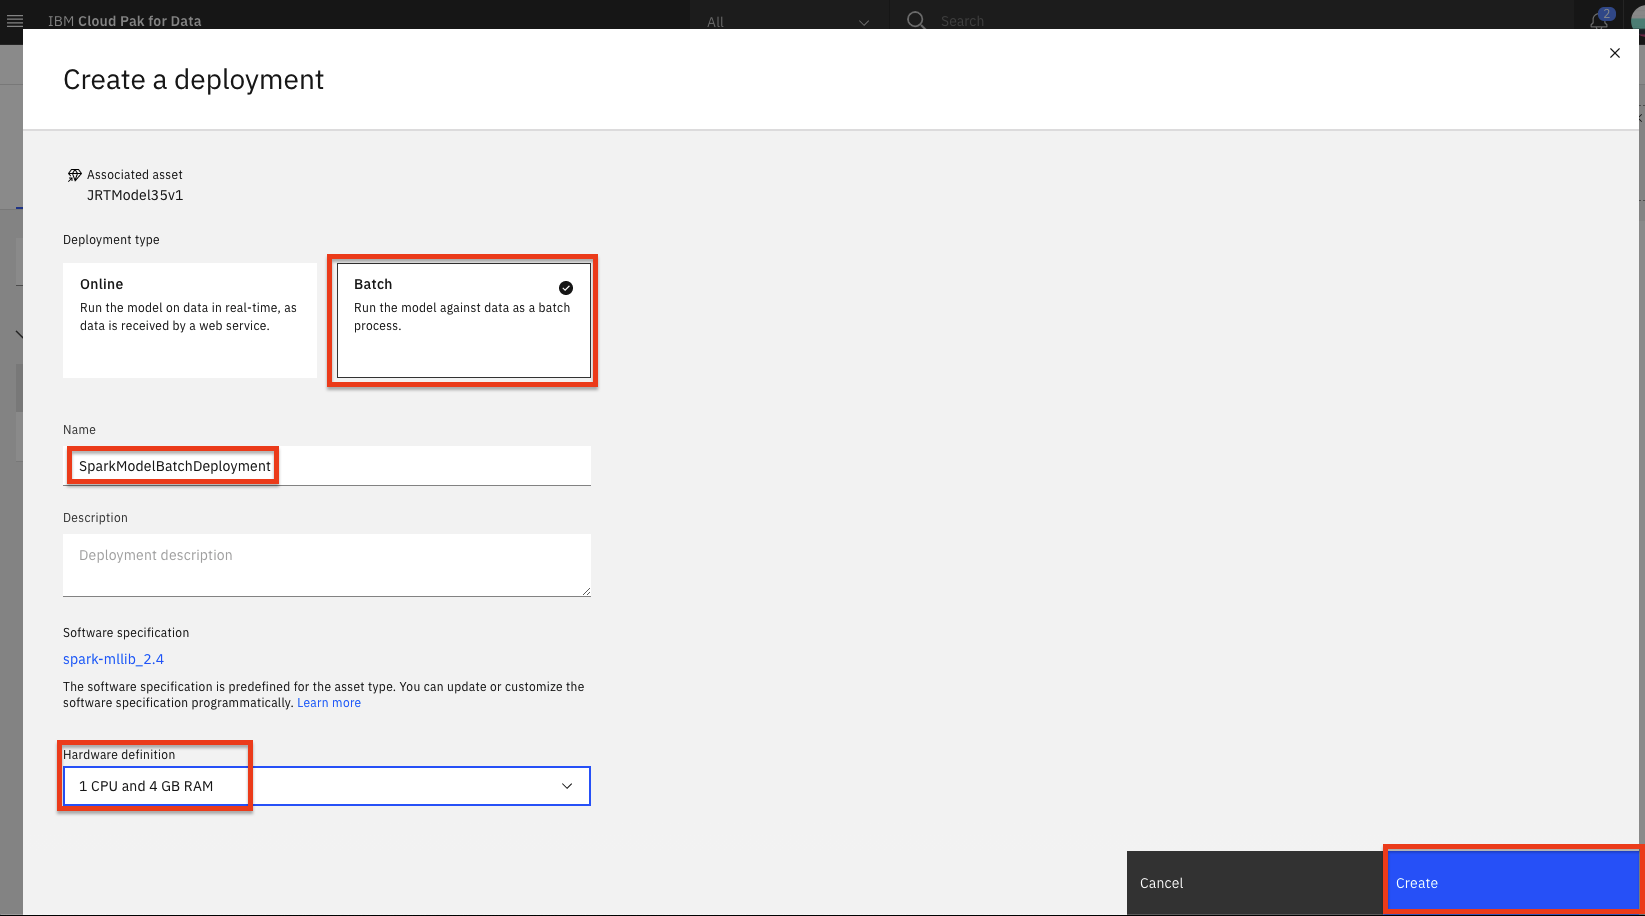 IBM Cloud Pak for Data
All
Search
2
Create a deployment
Associated asset
JRTModel35v1
Deployment type
Online
Run the model on data in real-time, as
data is received by a web service.
Batch
Run the model against data as a batch
process.
Name
SparkModelBatchDeployment
Description
Deployment description
Software specification
spark-mllib_2.4
The software specification is predefined for the asset type. You can update or customize the
software specification programmatically. Learn more
Hardware definition
1 CPU and 4 GB RAM
Cancel
Create